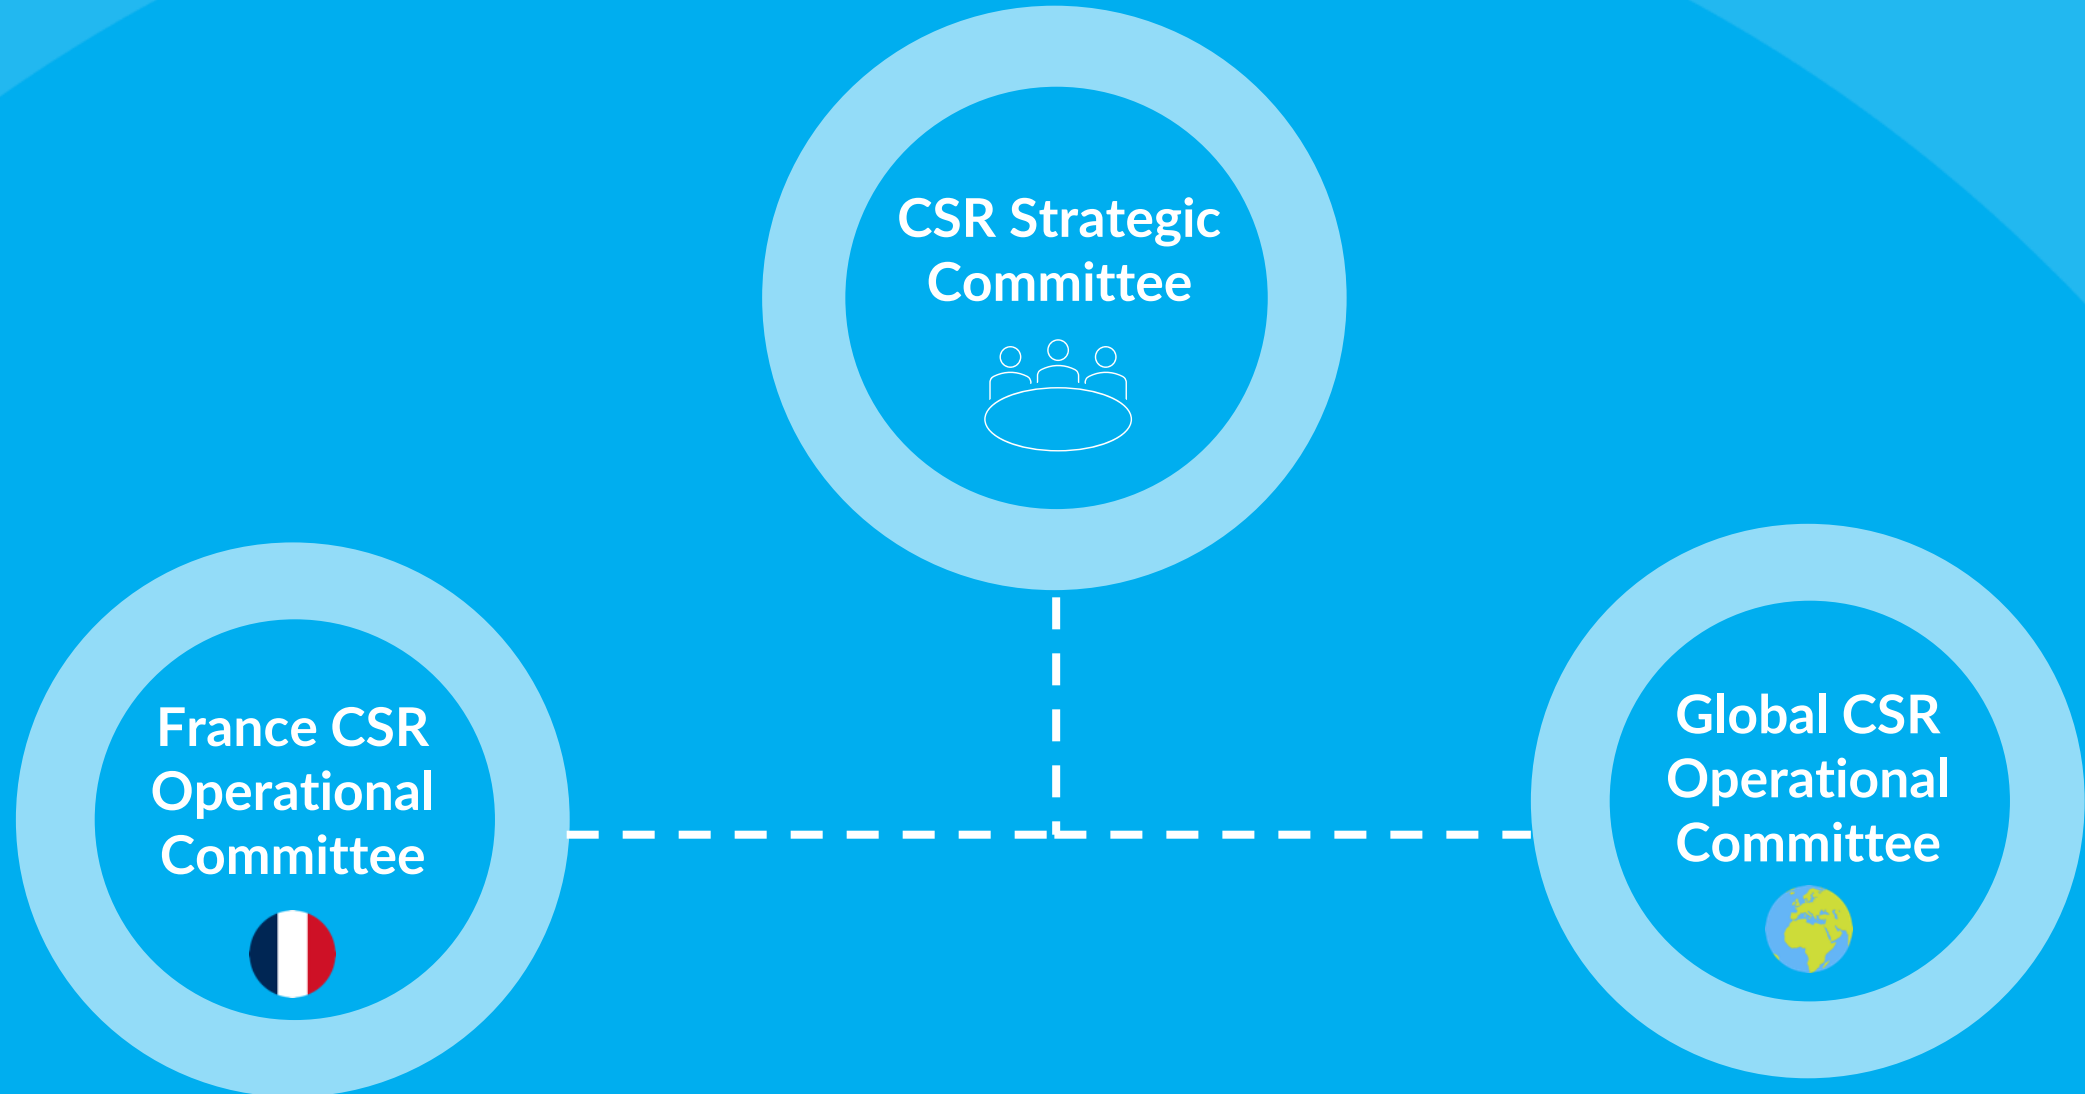 CSR Strategic
Committee
France CSR
Operational
Committee
Global CSR
Operational
Committee